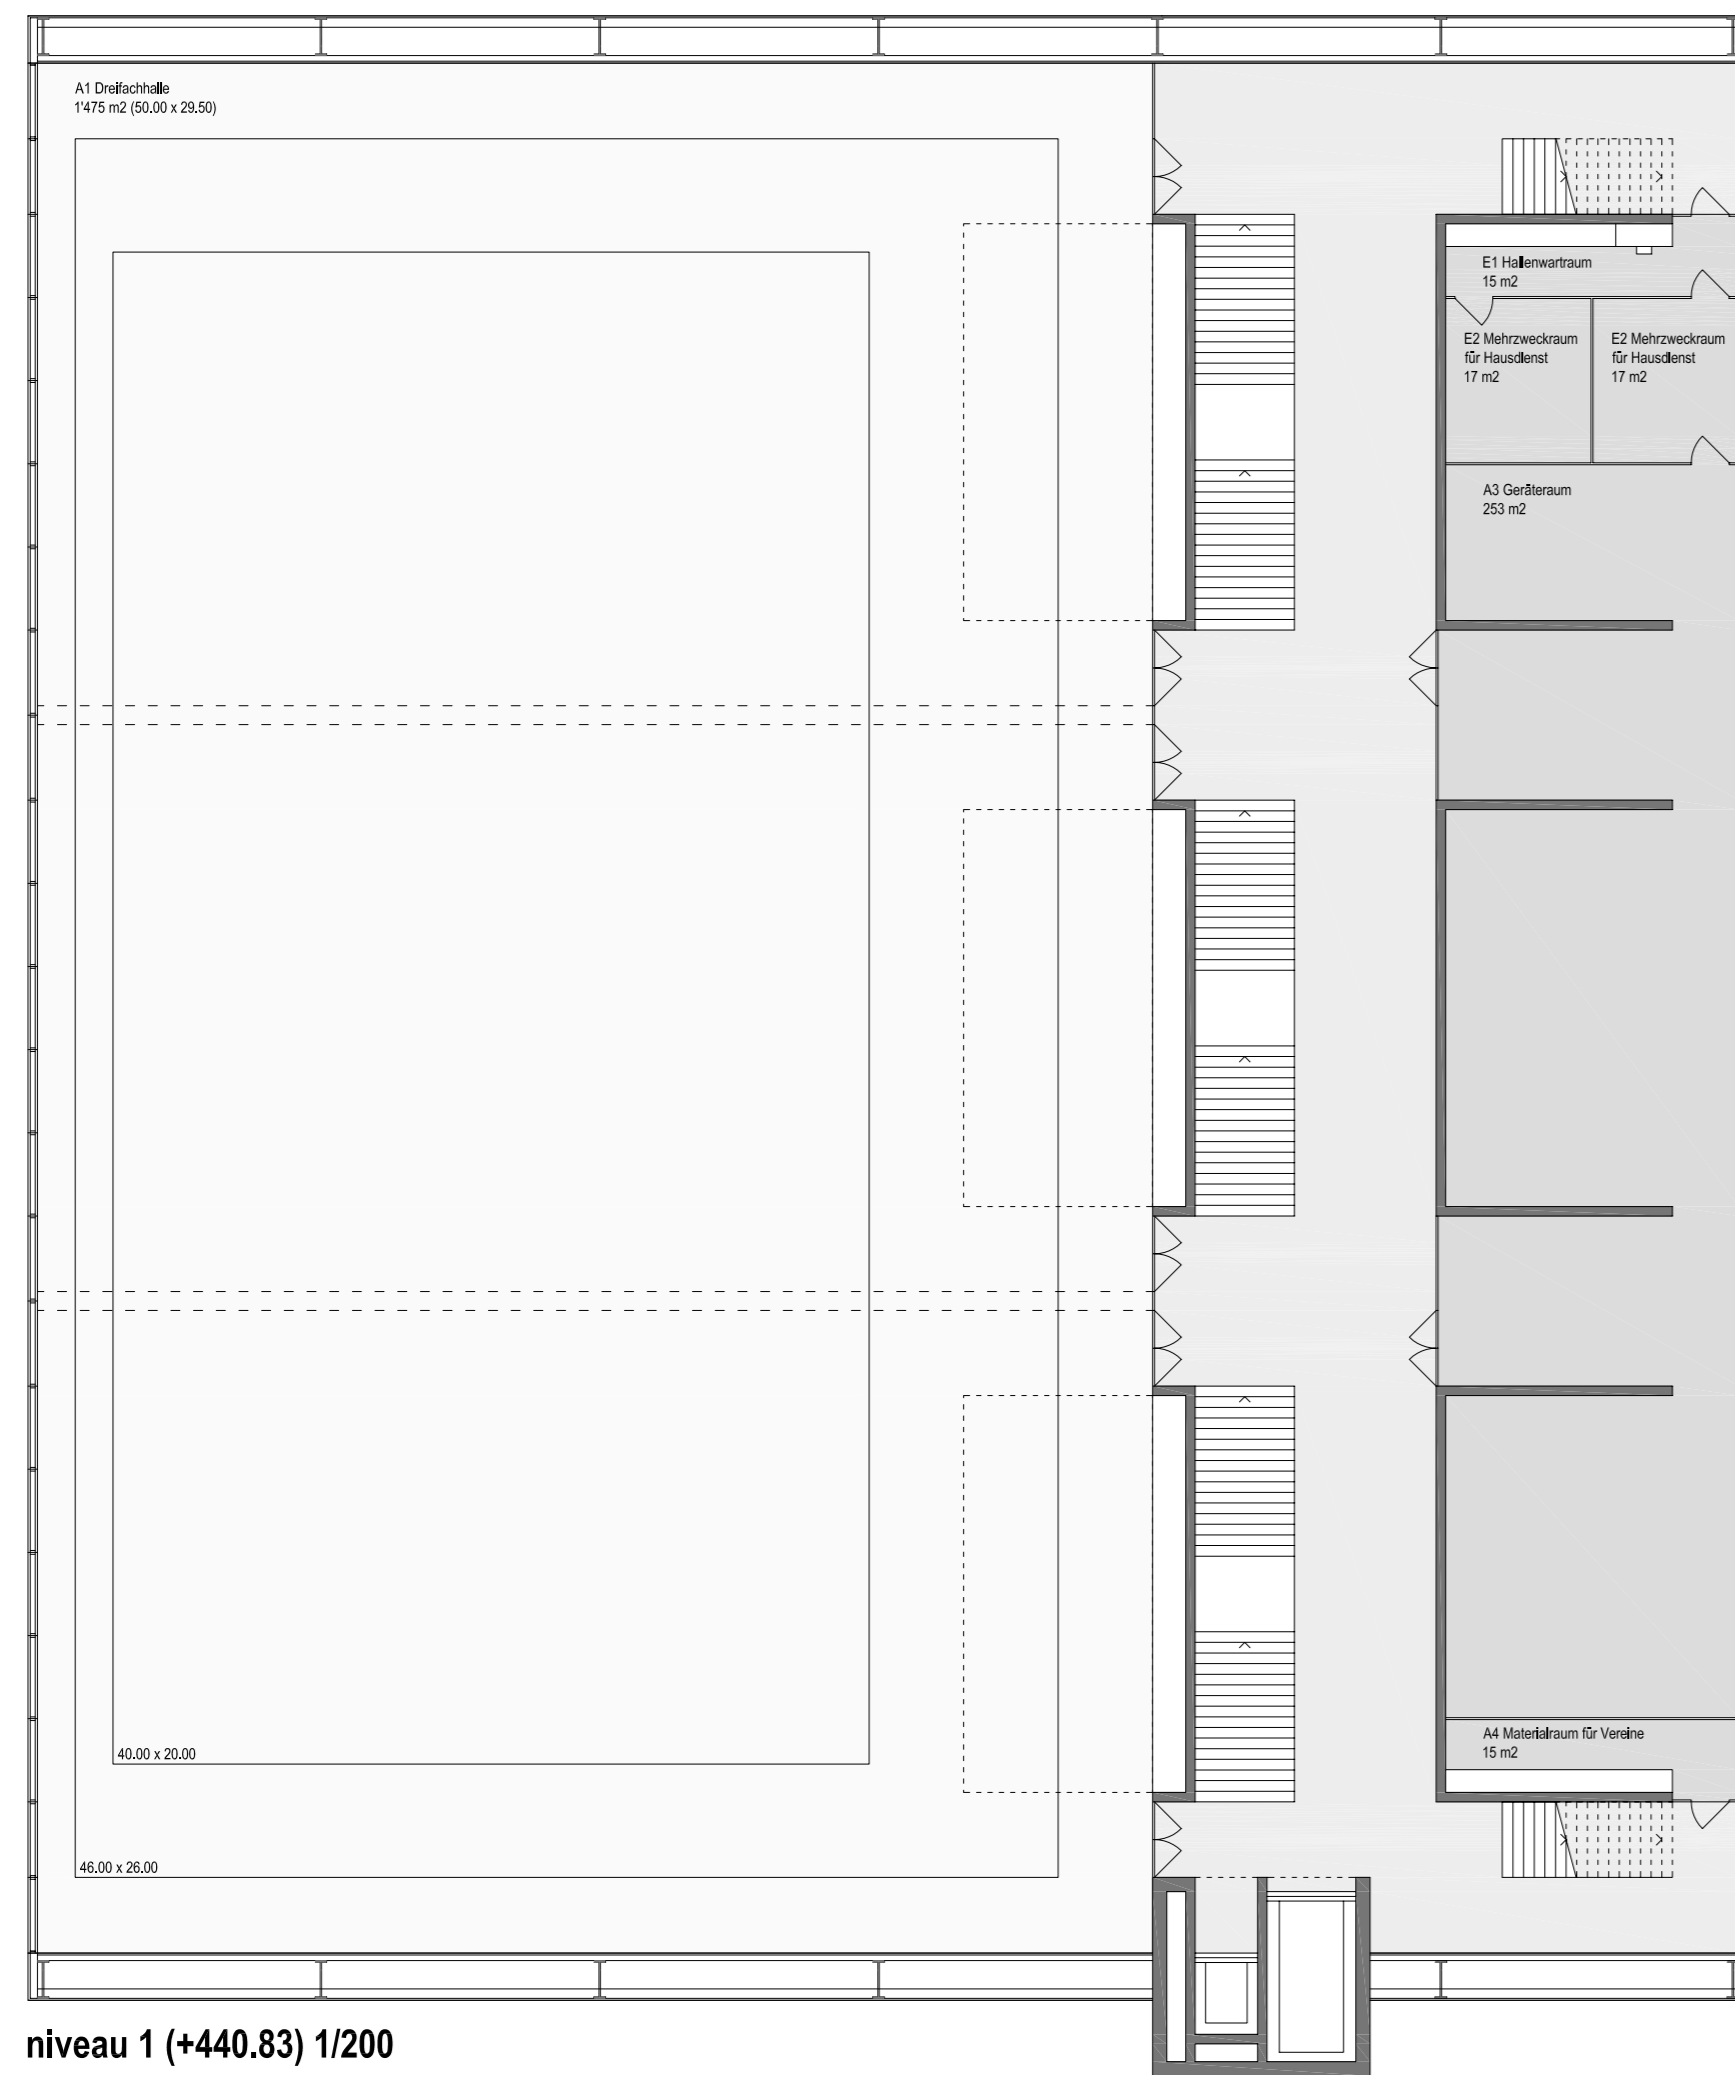 A1 Dreifachhalle
1'475 m2 (50.00 x 29.50)
E1 Hallenwartraum
15 m2
E2 Mehrzweckraum
für Hausdienst
17 m2
E2 Mehrzweckraum
für Hausdienst
17 m2
A3 Geräteraum
253 m2
A4 Materialraum für Vereine
15 m2
40.00 x 20.00
46.00 x 26.00
niveau 1 (+440.83) 1/200